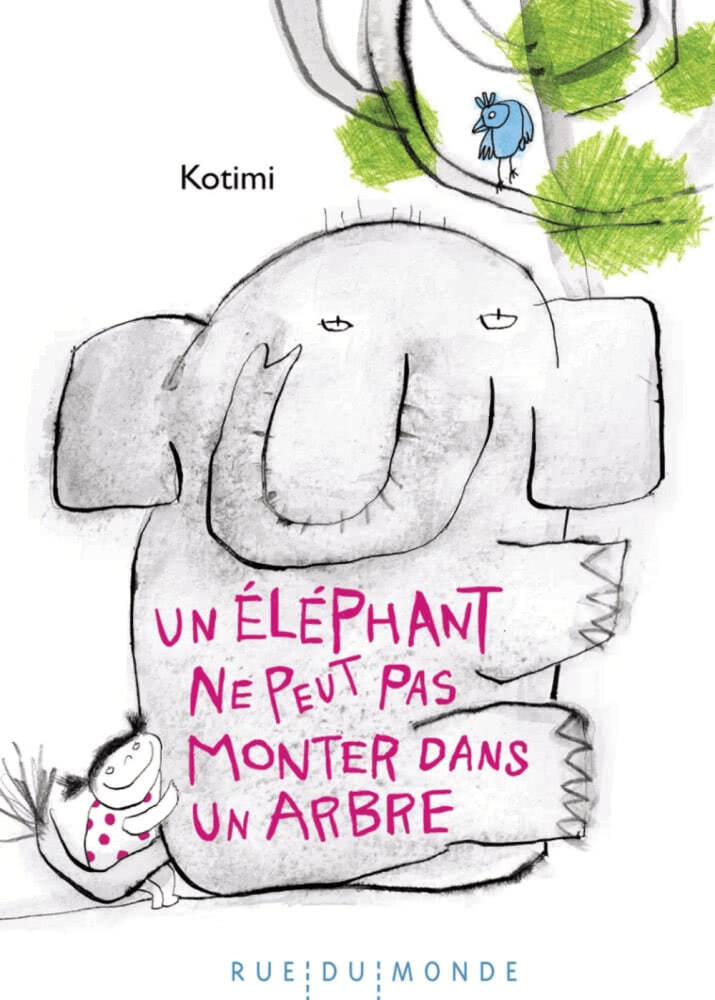 Kotimi
UN ÉLÉPHANT
NE PEUT PAS
MONTER DANS
UN ARBRE
RUE DU MONDE